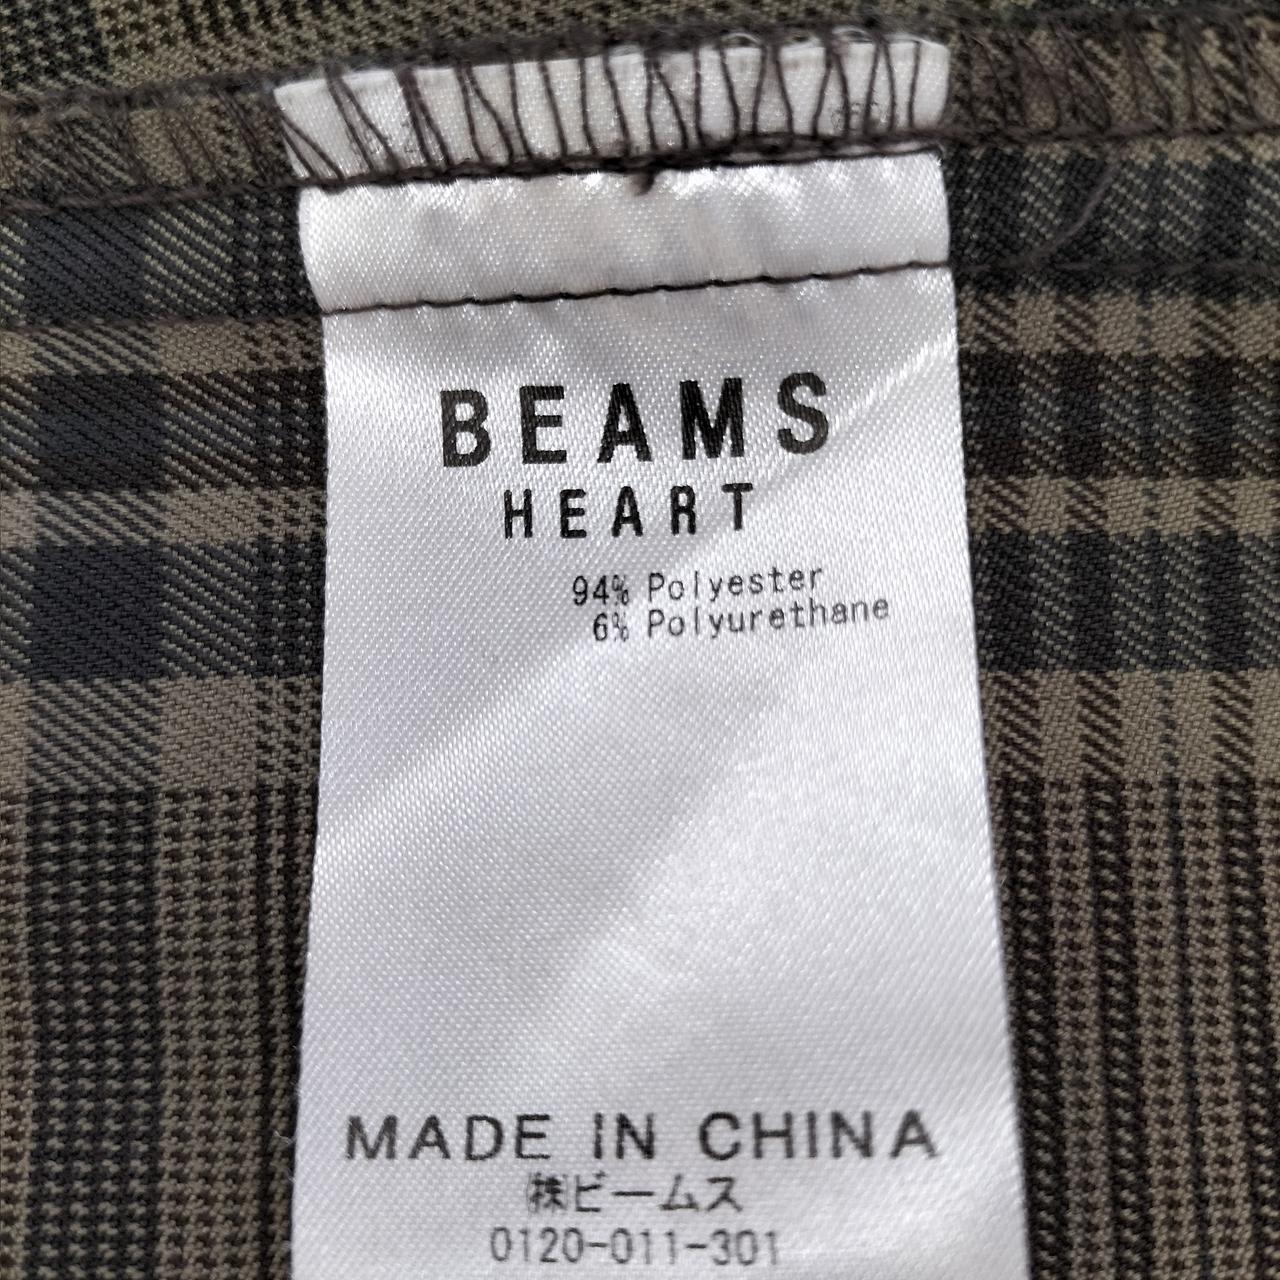 BEAMS
HEART
94% Polyester
6% Polyurethane
MADE IN CHINA
㈱ビームス
0120-011-301